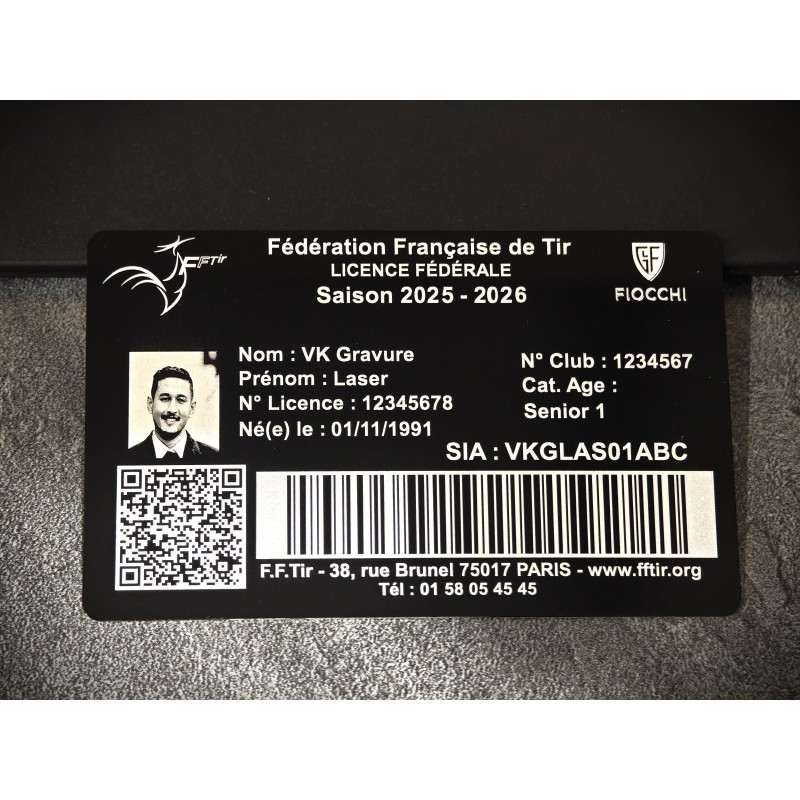 FFTir
Fédération Française de Tir
LICENCE FÉDÉRALE
Saison 2025 - 2026
GSF
FIOCCHI
Nom : VK Gravure
Prénom : Laser
N° Licence : 12345678
Né(e) le : 01/11/1991
N° Club : 1234567
Cat. Age :
Senior 1
SIA : VKGLAS01ABC
F.F.Tir - 38, rue Brunel 75017 PARIS - www.fftir.org
Tél : 01 58 05 45 45